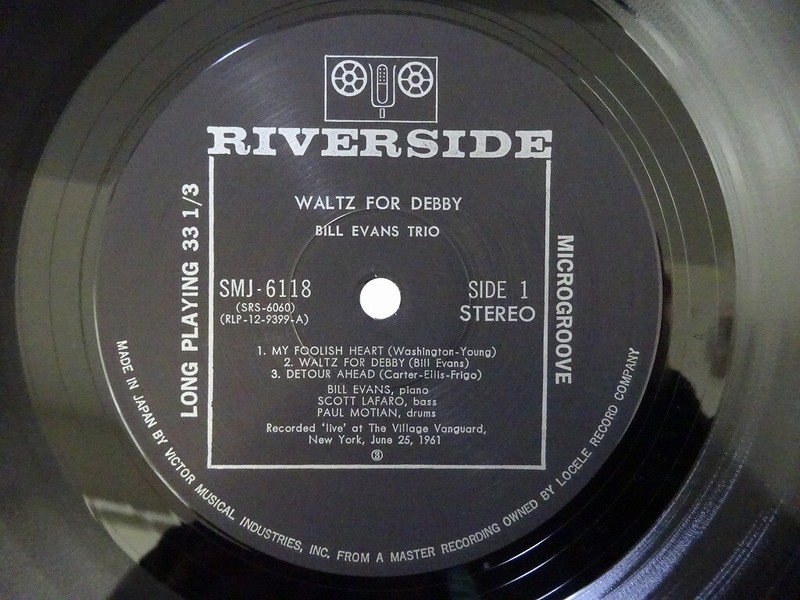 RIVERSIDE
WALTZ FOR DEBBY
BILL EVANS TRIO
LONG PLAYING 33 1/3
SMJ-6118
(SRS-6060)
(RLP-12-9399-A)
SIDE 1
STEREO
MICROGROOVE
1. MY FOOLISH HEART (Washington-Young)
2. WALTZ FOR DEBBY (Bill Evans)
3. DETOUR AHEAD (Carter-Ellis-Frigo)
BILL EVANS, piano
SCOTT LAFARO, bass
PAUL MOTIAN, drums
Recorded 'live' at The Village Vanguard,
New York, June 25, 1961
MADE IN JAPAN BY VICTOR MUSICAL INDUSTRIES, INC. FROM A MASTER RECORDING OWNED BY LOCELE RECORD COMPANY